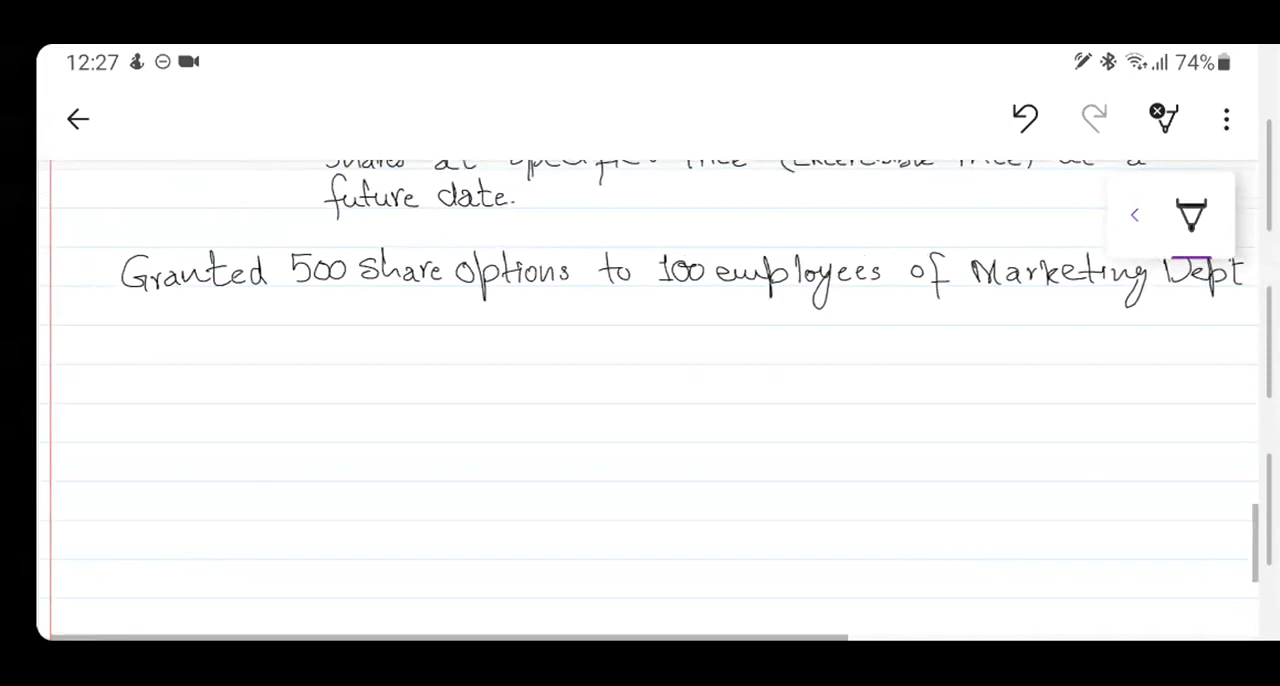 12:27 74%
future date.
Granted 500 share options to 100 employees of Marketing Dept